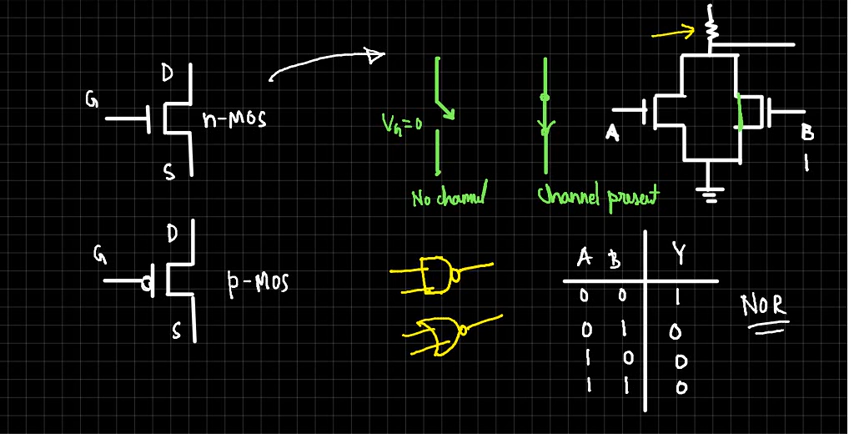 D
G
n-MOS
S
VG=0
No channel
Channel present
A
B
1
D
G
p-MOS
S
A B Y
0 0 1
0 1 0
1 0 0
1 1 0
NOR